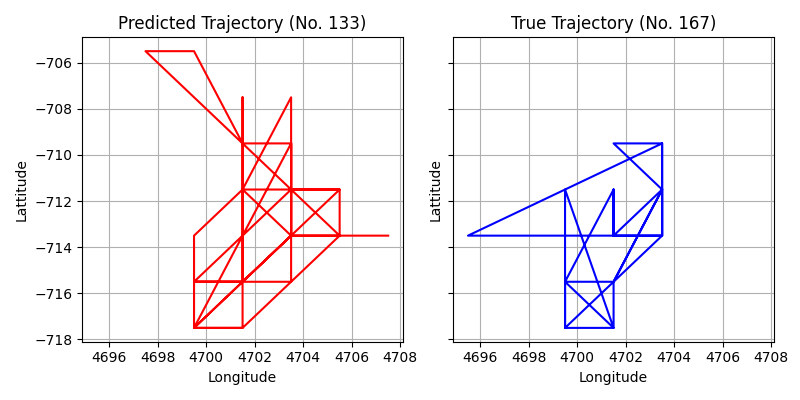 Predicted Trajectory (No. 133)
True Trajectory (No. 167)
Lattitude
−706
−708
−710
−712
−714
−716
−718
4696 4698 4700 4702 4704 4706 4708
Longitude
Lattitude
4696 4698 4700 4702 4704 4706 4708
Longitude